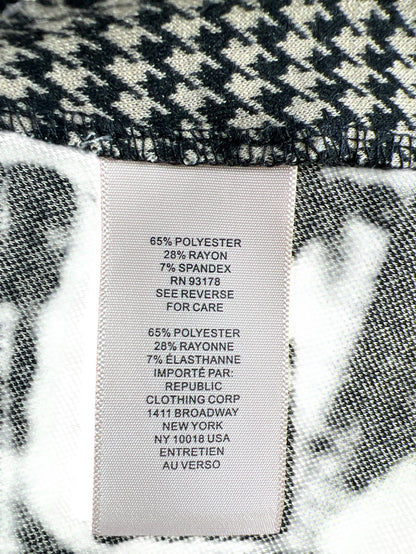 65% POLYESTER
28% RAYON
7% SPANDEX
RN 93178
SEE REVERSE
FOR CARE
65% POLYESTER
28% RAYONNE
7% ÉLASTHANNE
IMPORTÉ PAR:
REPUBLIC
CLOTHING CORP
1411 BROADWAY
NEW YORK
NY 10018 USA
ENTRETIEN
AU VERSO